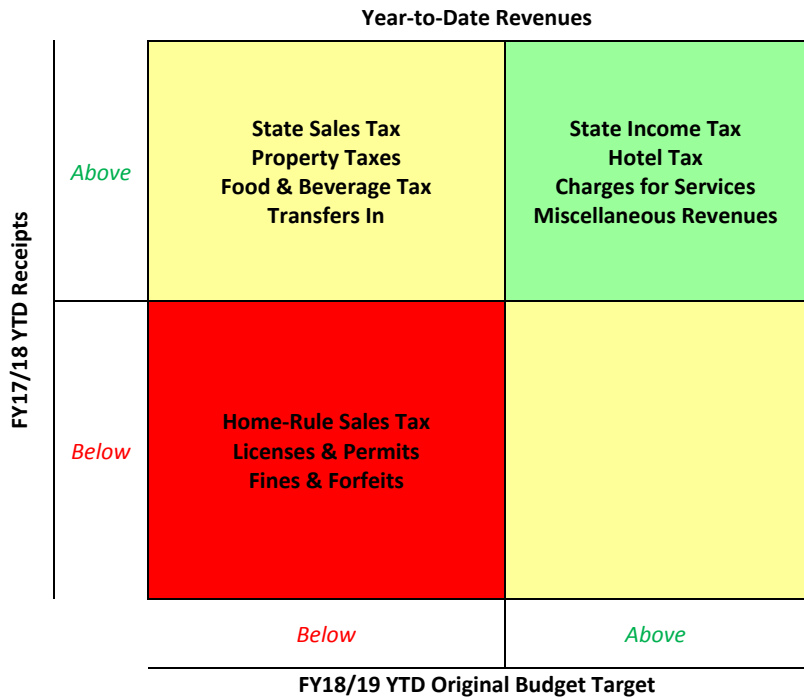 Year-to-Date Revenues
FY17/18 YTD Receipts
Above
State Sales Tax
Property Taxes
Food & Beverage Tax
Transfers In
State Income Tax
Hotel Tax
Charges for Services
Miscellaneous Revenues
Below
Home-Rule Sales Tax
Licenses & Permits
Fines & Forfeits
Below
Above
FY18/19 YTD Original Budget Target